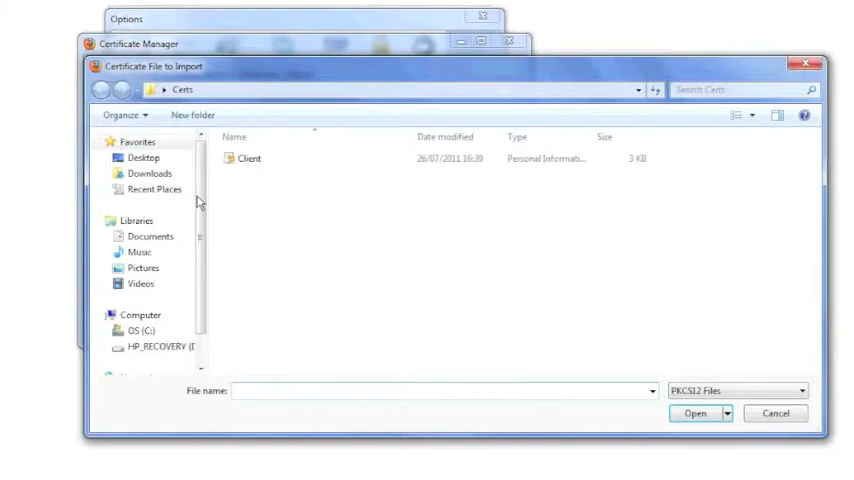 Options
Certificate Manager
Certificate File to Import
Certs
Search Certs
Organize
New folder
Favorites
Desktop
Downloads
Recent Places
Libraries
Documents
Music
Pictures
Videos
Computer
OS (C:)
HP_RECOVERY (
Name Date modified Type Size
Client 26/07/2011 16:39 Personal Informati... 3 KB
File name:
PKCS12 Files
Open
Cancel